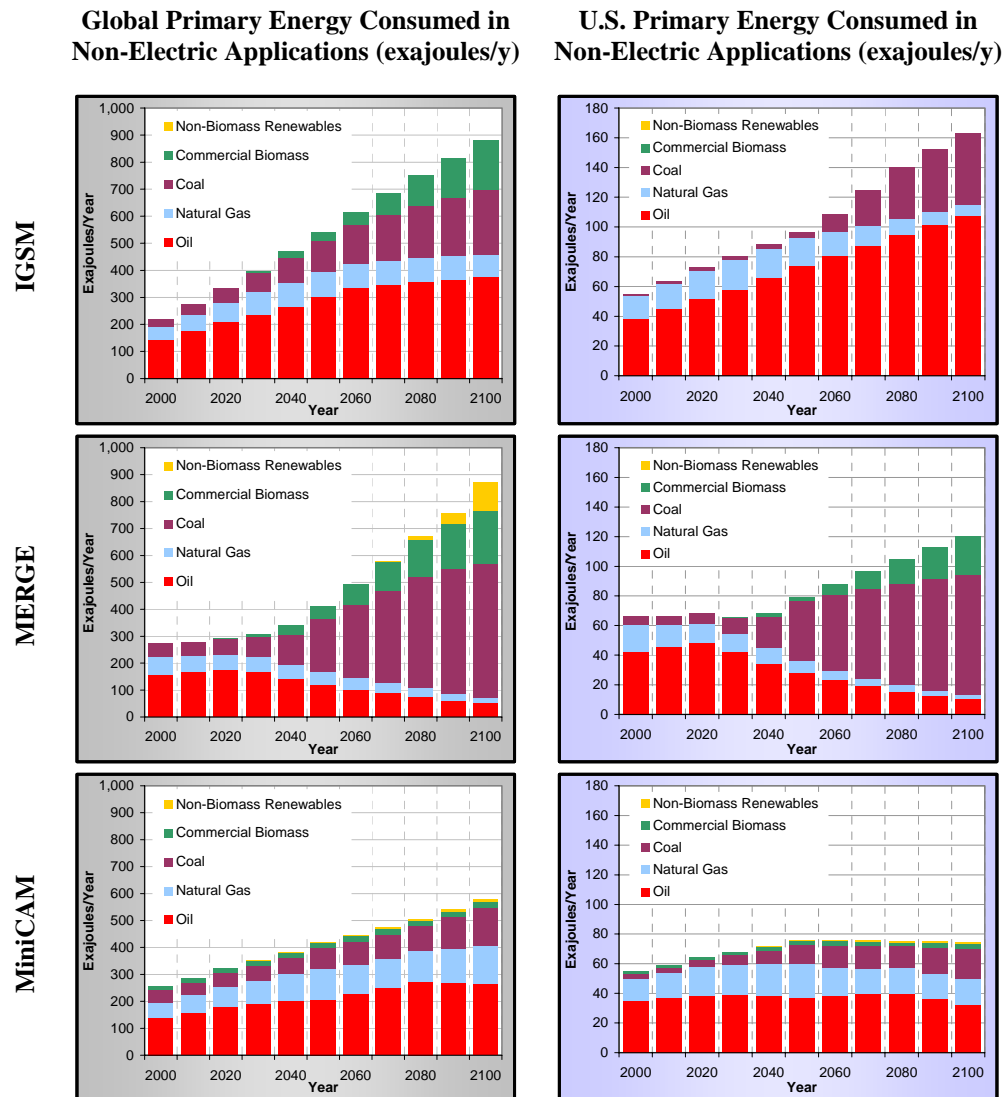 Global Primary Energy Consumed in
Non-Electric Applications (exajoules/y)
U.S. Primary Energy Consumed in
Non-Electric Applications (exajoules/y)
IGSM
1,000
900
800
700
600
500
400
300
200
100
0
Exajoules/Year
Non-Biomass Renewables
Commercial Biomass
Coal
Natural Gas
Oil
2000
2020
2040
2060
2080
2100
Year
180
160
140
120
100
80
60
40
20
0
Exajoules/Year
Non-Biomass Renewables
Commercial Biomass
Coal
Natural Gas
Oil
2000
2020
2040
2060
2080
2100
Year
MERGE
1,000
900
800
700
600
500
400
300
200
100
0
Exajoules/Year
Non-Biomass Renewables
Commercial Biomass
Coal
Natural Gas
Oil
2000
2020
2040
2060
2080
2100
Year
180
160
140
120
100
80
60
40
20
0
Exajoules/Year
Non-Biomass Renewables
Commercial Biomass
Coal
Natural Gas
Oil
2000
2020
2040
2060
2080
2100
Year
MiniCAM
1,000
900
800
700
600
500
400
300
200
100
0
Exajoules/Year
Non-Biomass Renewables
Commercial Biomass
Coal
Natural Gas
Oil
2000
2020
2040
2060
2080
2100
Year
180
160
140
120
100
80
60
40
20
0
Exajoules/Year
Non-Biomass Renewables
Commercial Biomass
Coal
Natural Gas
Oil
2000
2020
2040
2060
2080
2100
Year